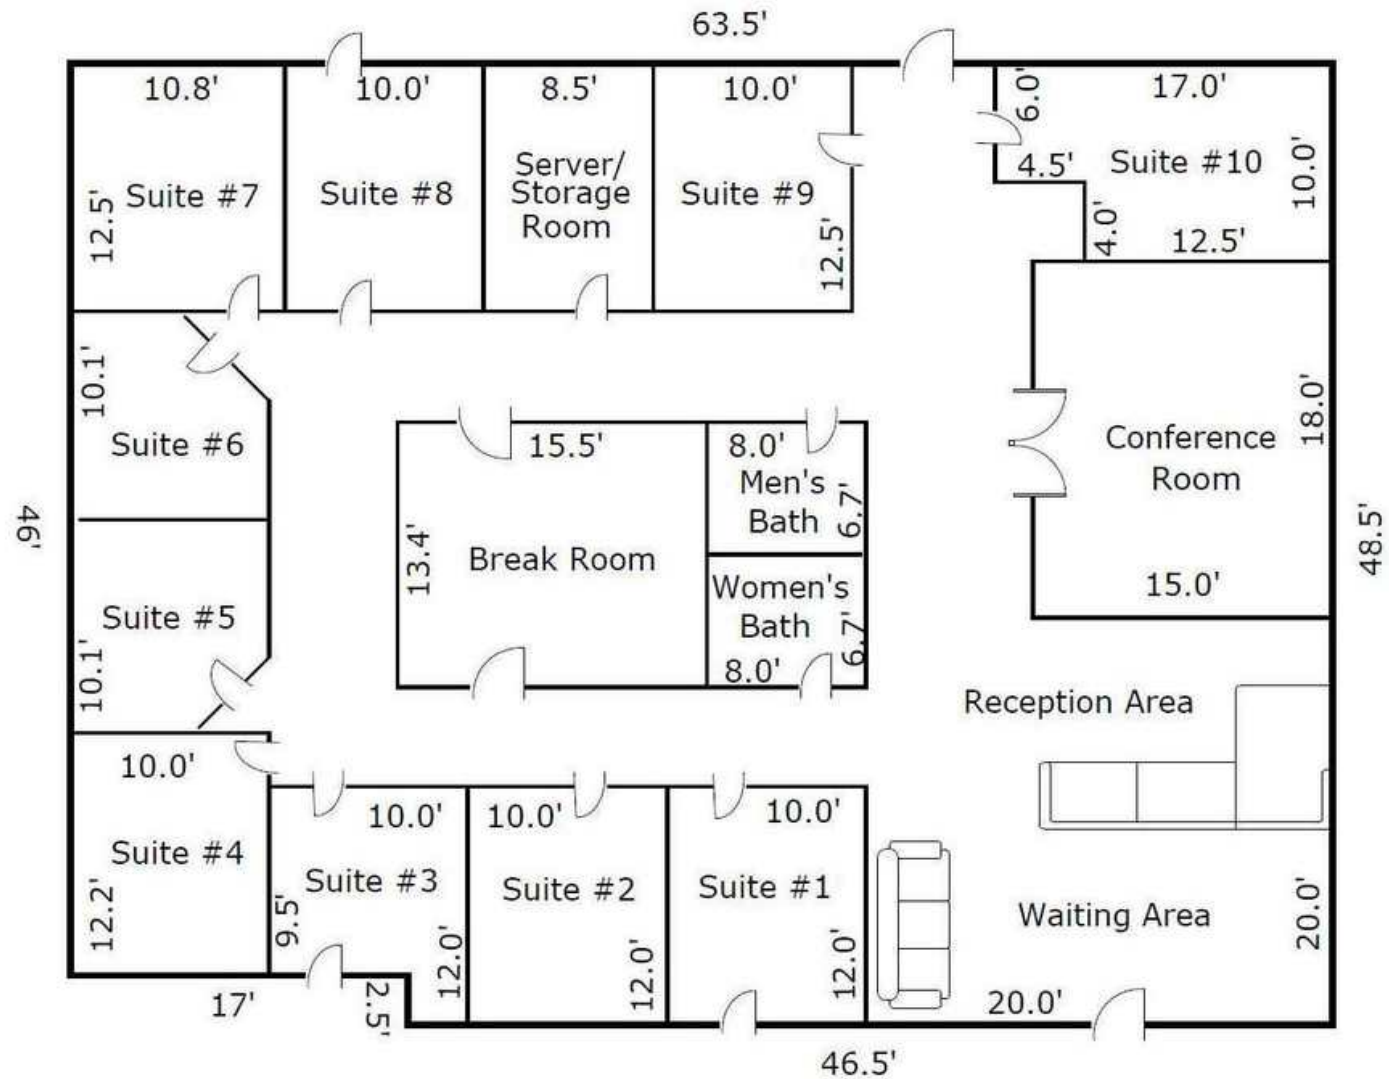 63.5'
10.8'
10.0'
8.5'
10.0'
6.0'
17.0'
Server/
Storage
Room
4.5'
Suite #10
10.0'
12.5'
Suite #7
Suite #8
Suite #9
12.5'
4.0'
12.5'
10.1'
Suite #6
15.5'
8.0'
Men's
Bath
6.7'
Conference
Room
18.0'
46'
13.4'
Break Room
48.5'
Women's
Bath
6.7'
8.0'
15.0'
Suite #5
10.1'
Reception Area
10.0'
10.0'
10.0'
10.0'
Suite #4
Suite #3
Suite #2
Suite #1
12.2'
9.5'
12.0'
12.0'
12.0'
Waiting Area
20.0'
17'
2.5'
20.0'
46.5'